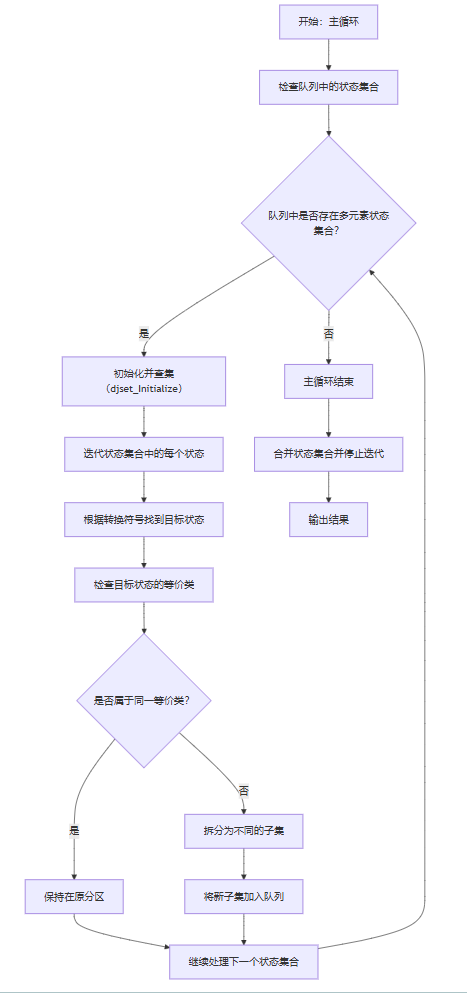 开始：主循环
检查队列中的状态集合
队列中是否存在多元素状态
集合？
是
否
初始化并查集
（djset_Initialize）
主循环结束
迭代状态集合中的每个状态
合并状态集合并停止迭代
根据转换符号找到目标状态
输出结果
检查目标状态的等价类
是否属于同一等价类？
是
否
拆分为不同的子集
保持在原分区
将新子集加入队列
继续处理下一个状态集合